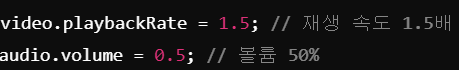 video.playbackRate = 1.5; // 재생 속도 1.5배
audio.volume = 0.5; // 볼륨 50%